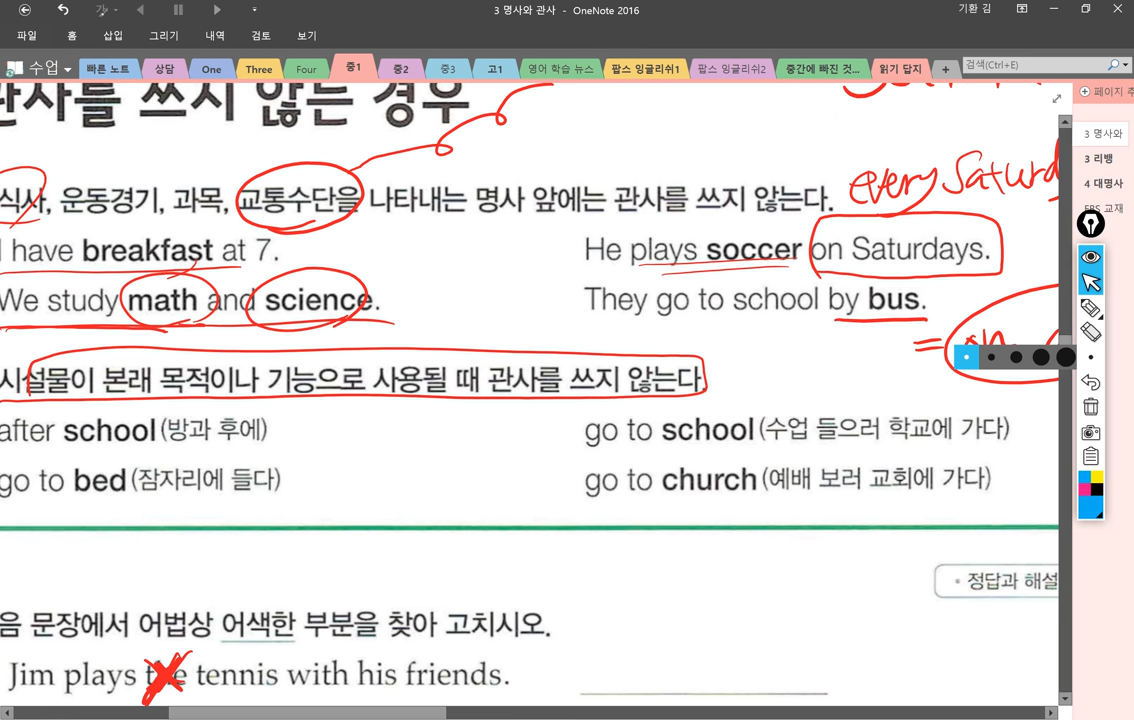 3 명사와 관사 - OneNote 2016
기환 김
파일 홈 삽입 그리기 내역 검토 보기
수업 빠른 노트 상담 One Three Four 중1 중2 중3 고1 영어 학습 뉴스 팝스 잉글리쉬1 팝스 잉글리쉬2 중간에 빠진 것... 읽기 답지 + 검색(Ctrl+E)
페이지 추
3 명사와
3 리뱅
4 대명사
EBS 교재
관사를 쓰지 않는 경우
every Saturd
식사, 운동경기, 과목, 교통수단을 나타내는 명사 앞에는 관사를 쓰지 않는다.
I have breakfast at 7.
He plays soccer on Saturdays.
We study math and science.
They go to school by bus.
= on
시설물이 본래 목적이나 기능으로 사용될 때 관사를 쓰지 않는다.
after school (방과 후에)
go to school (수업 들으러 학교에 가다)
go to bed (잠자리에 들다)
go to church (예배 보러 교회에 가다)
정답과 해설
음 문장에서 어법상 어색한 부분을 찾아 고치시오.
Jim plays the tennis with his friends.